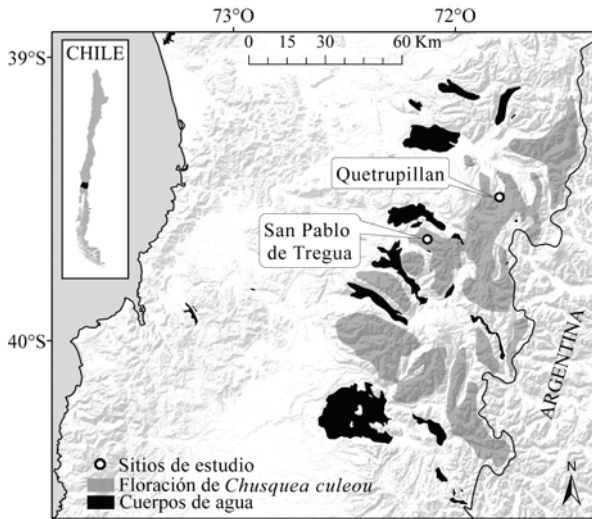 73°O
72°O
39°S
CHILE
0 15 30 60 Km
Quetrupillan
San Pablo
de Tregua
40°S
ARGENTINA
Sitios de estudio
Floración de Chusquea culeou
Cuerpos de agua
N